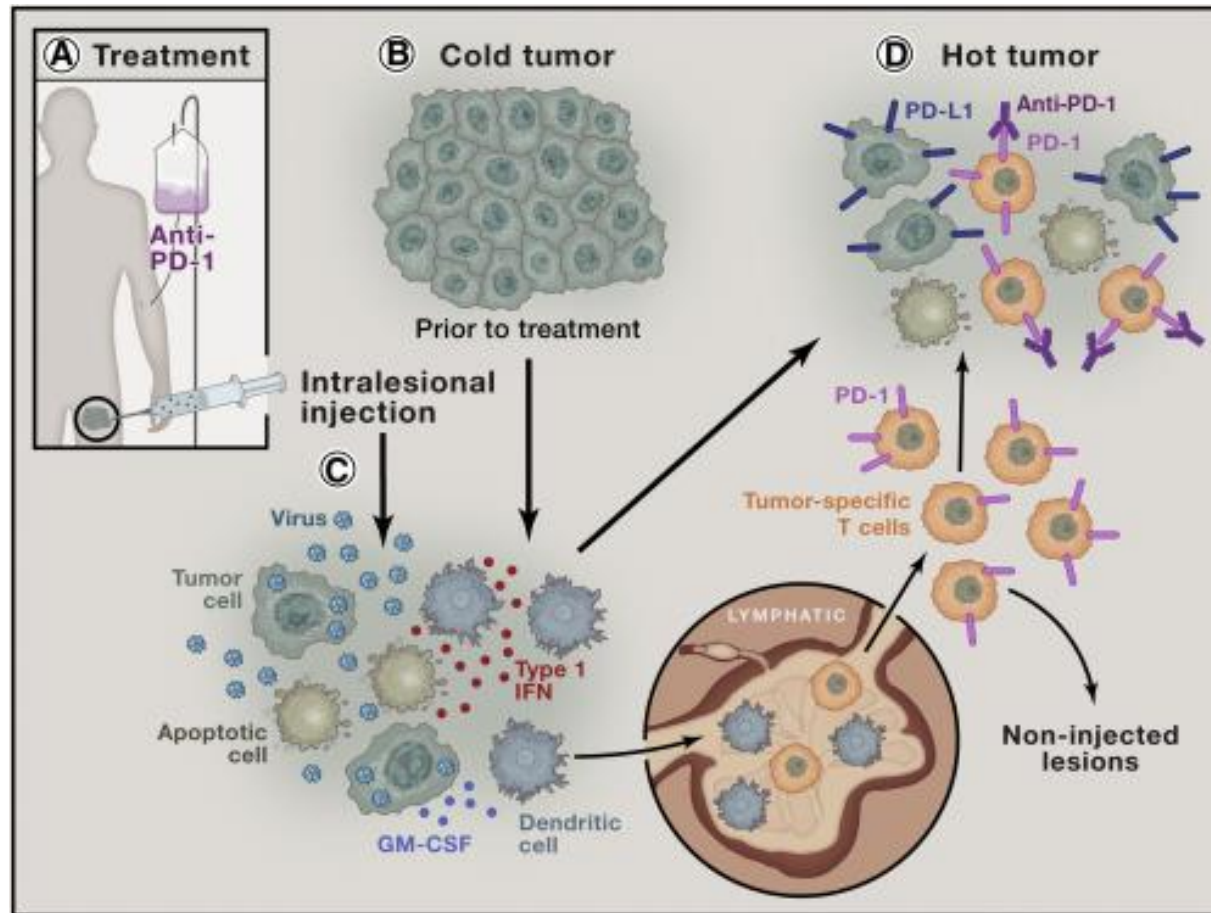 A Treatment
Anti-
PD-1
B Cold tumor
Prior to treatment
Intralesional
injection
C
Virus
Tumor
cell
Type 1
IFN
Apoptotic
cell
GM-CSF
Dendritic
cell
LYMPHATIC
D Hot tumor
PD-L1
Anti-PD-1
PD-1
PD-1
Tumor-specific
T cells
Non-injected
lesions